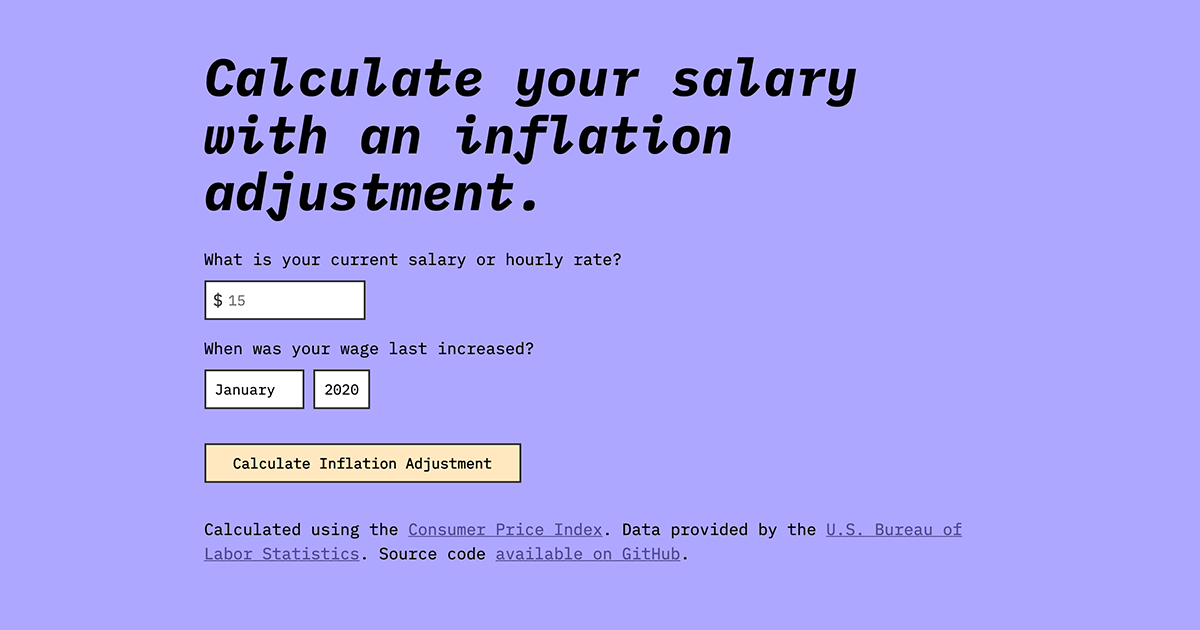 Calculate your salary
with an inflation
adjustment.
What is your current salary or hourly rate?
$ 15
When was your wage last increased?
January 2020
Calculate Inflation Adjustment
Calculated using the Consumer Price Index. Data provided by the U.S. Bureau of
Labor Statistics. Source code available on GitHub.